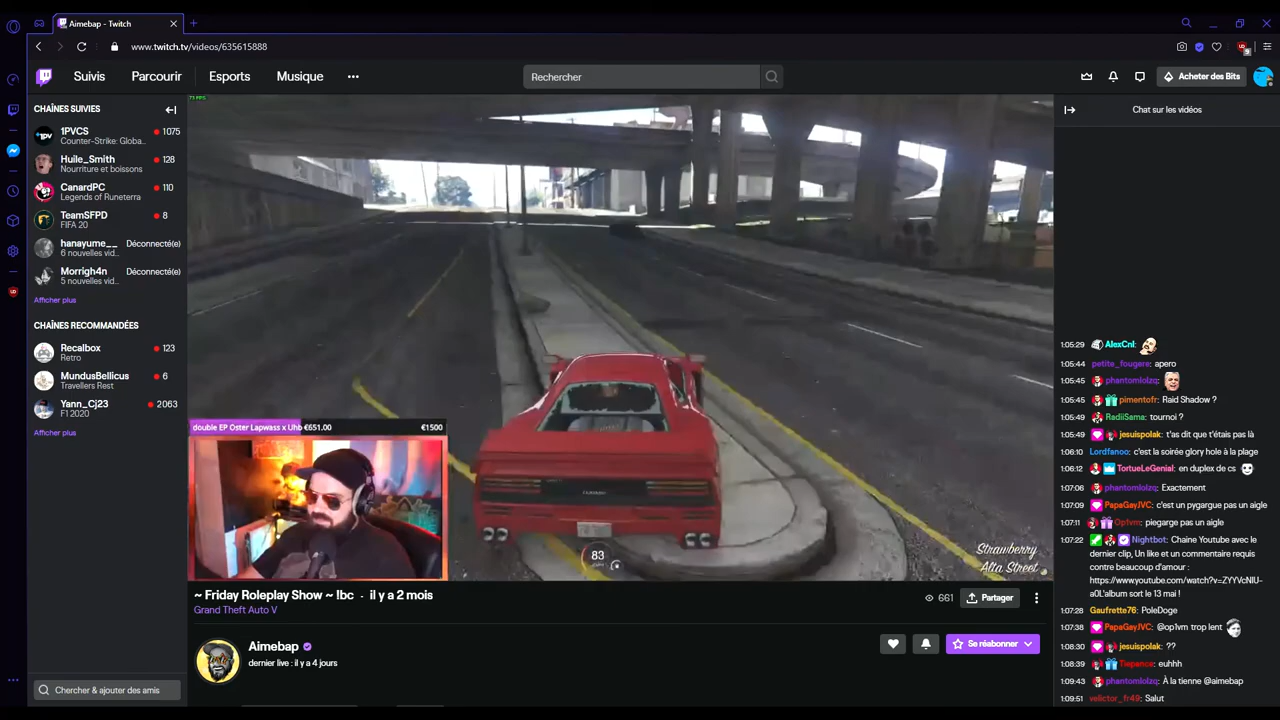 Aimebap - Twitch
www.twitch.tv/videos/635615888
Suivis
Parcourir
Esports
Musique
Rechercher
Acheter des Bits
CHAÎNES SUIVIES
1PVCS
1075
Counter-Strike: Globa...
Huile_Smith
128
Nourriture et boissons
CanardPC
110
Legends of Runeterra
TeamSFPD
8
FIFA 20
hanayume__
Déconnecté(e)
6 nouvelles vid...
Morrigh4n
Déconnecté(e)
5 nouvelles vid...
Afficher plus
CHAÎNES RECOMMANDÉES
Recalbox
123
Retro
MundusBellicus
6
Travellers Rest
Yann_Cj23
2063
F1 2020
Afficher plus
Chercher & ajouter des amis
double EP Oster Lapwass x Uhb €651.00
€1500
83
Strawberry
Alta Street
~ Friday Roleplay Show ~ !bc - il y a 2 mois
661
Partager
Grand Theft Auto V
Aimebap
dernier live : il y a 4 jours
Se réabonner
Chat sur les vidéos
1:05:29 AlexCnl:
1:05:44 petite_fougere: apero
1:05:45 phantomlolzq:
1:05:45 pimentofr: Raid Shadow ?
1:05:49 RadiiSama: tournoi ?
1:05:49 jesuispolak: t'as dit que t'étais pas là
1:06:10 Lordfanoo: c'est la soirée glory hole à la plage
1:06:12 TortueLeGenial: en duplex de cs
1:07:06 phantomlolzq: Exactement
1:07:09 PapaGayJVC: c'est un pygargue pas un aigle
1:07:11 Op1vm: piegarge pas un aigle
1:07:22 Nightbot: Chaine Youtube avec le
dernier clip, Un like et un commentaire requis
contre beaucoup d'amour :
https://www.youtube.com/watch?v=ZYYVcNIU-
a0L'album sort le 13 mai !
1:07:28 Gaufrette76: PoleDoge
1:07:38 PapaGayJVC: @op1vm trop lent
1:08:30 jesuispolak: ??
1:08:39 Tiepance: euhhh
1:09:43 phantomlolzq: À la tienne @aimebap
1:09:51 velictor_fr49: Salut